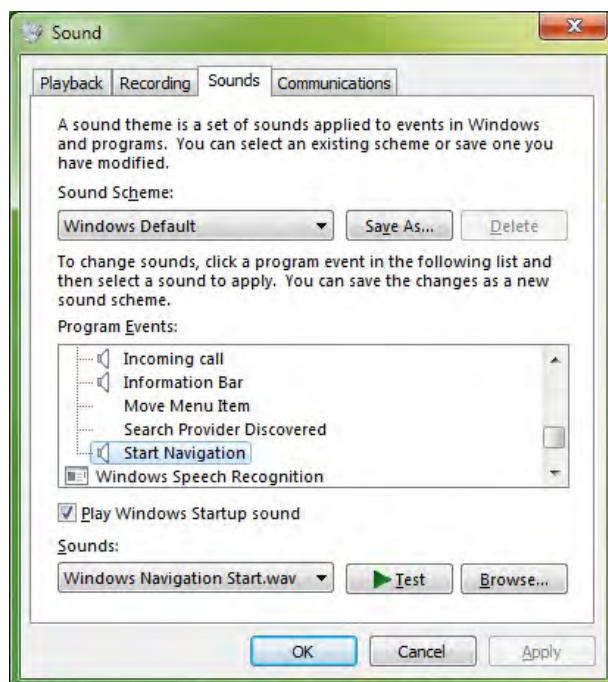 Sound
Playback Recording Sounds Communications
A sound theme is a set of sounds applied to events in Windows
and programs. You can select an existing scheme or save one you
have modified.
Sound Scheme:
Windows Default Save As... Delete
To change sounds, click a program event in the following list and
then select a sound to apply. You can save the changes as a new
sound scheme.
Program Events:
Incoming call
Information Bar
Move Menu Item
Search Provider Discovered
Start Navigation
Windows Speech Recognition
Play Windows Startup sound
Sounds:
Windows Navigation Start.wav Test Browse...
OK Cancel Apply